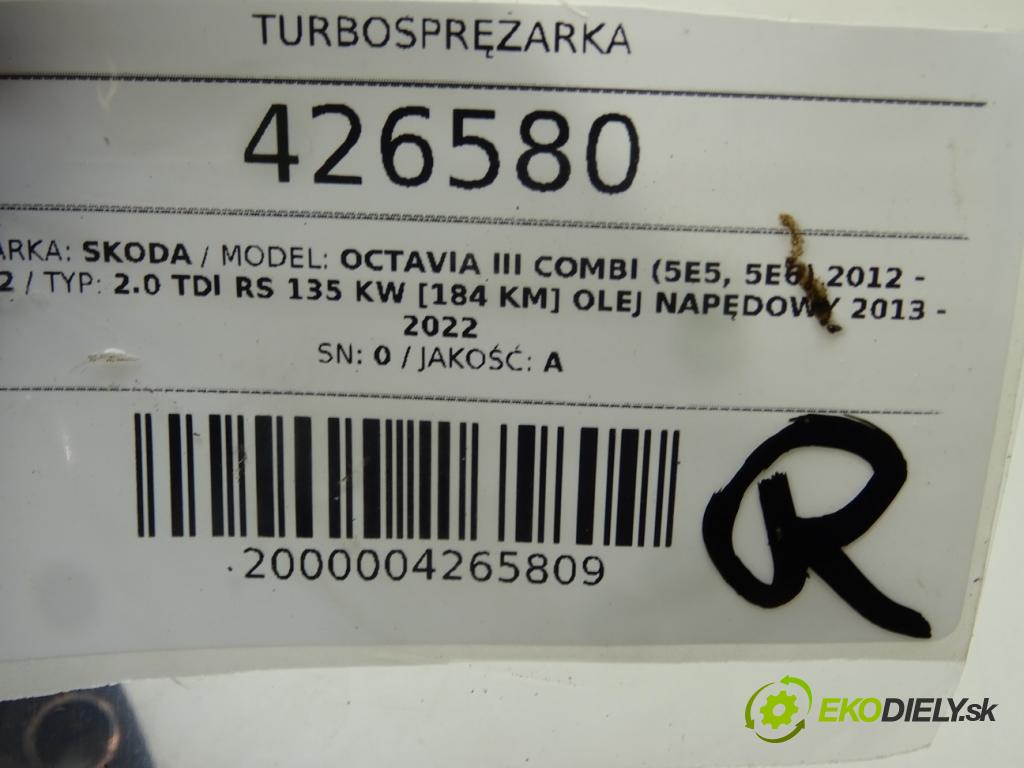 TURBOSPRĘŻARKA
426580
ARKA: SKODA / MODEL: OCTAVIA III COMBI (5E5, 5E6) 2012 -
2 / TYP: 2.0 TDI RS 135 KW [184 KM] OLEJ NAPĘDOWY 2013 -
2022
SN: 0 / JAKOŚĆ: A
2000004265809
R
EKODIELY.sk